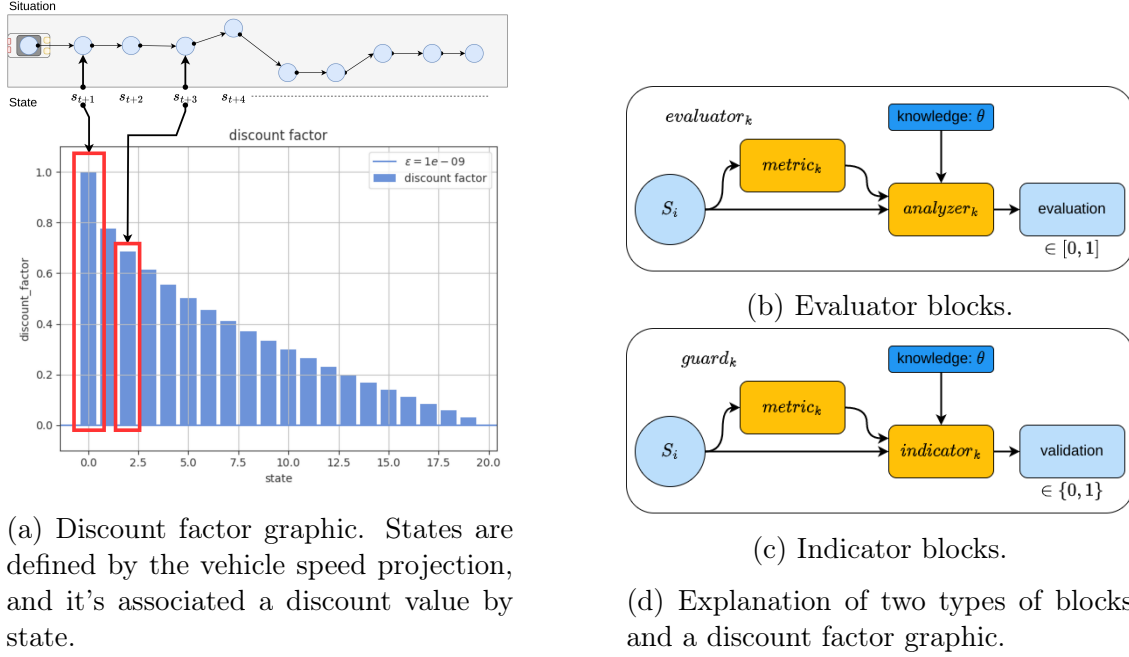 Situation
State
s_{t+1} s_{t+2} s_{t+3} s_{t+4}
discount factor
ε = 1e − 09
discount factor
discount_factor
1.0
0.8
0.6
0.4
0.2
0.0
0.0 2.5 5.0 7.5 10.0 12.5 15.0 17.5 20.0
state
(a) Discount factor graphic. States are
defined by the vehicle speed projection,
and it's associated a discount value by
state.
evaluator_k
knowledge: θ
metric_k
S_i
analyzer_k
evaluation
∈ [0, 1]
(b) Evaluator blocks.
guard_k
knowledge: θ
metric_k
S_i
indicator_k
validation
∈ {0, 1}
(c) Indicator blocks.
(d) Explanation of two types of blocks
and a discount factor graphic.